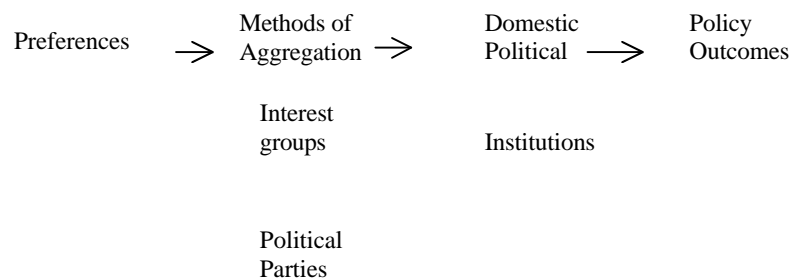 Preferences
Methods of
Aggregation
Domestic
Political
Policy
Outcomes
Interest
groups
Institutions
Political
Parties